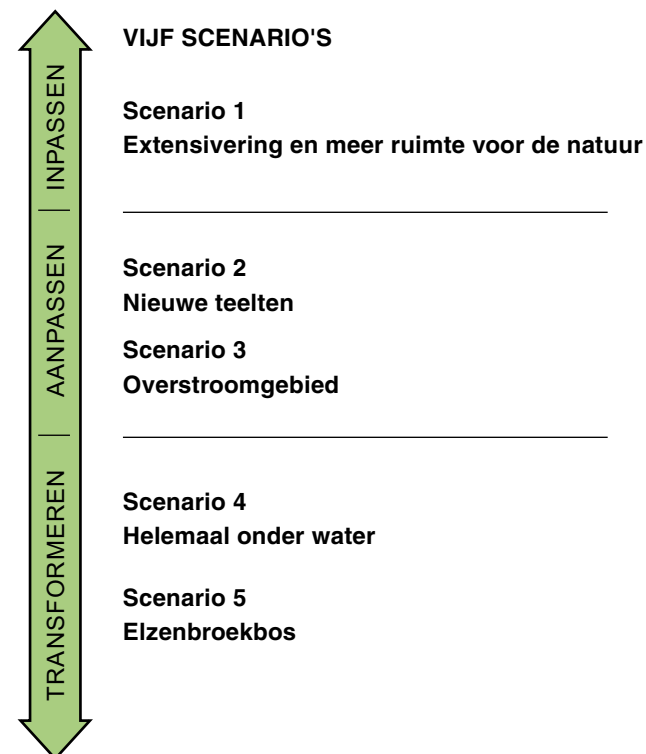 VIJF SCENARIO'S
INPASSEN
Scenario 1
Extensivering en meer ruimte voor de natuur
AANPASSEN
Scenario 2
Nieuwe teelten
Scenario 3
Overstroomgebied
TRANSFORMEREN
Scenario 4
Helemaal onder water
Scenario 5
Elzenbroekbos